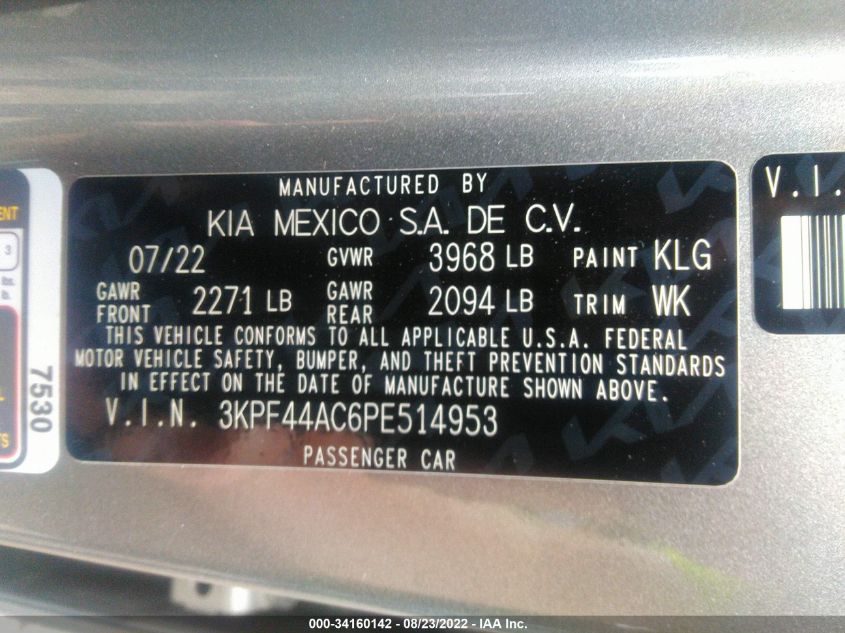 MANUFACTURED BY
KIA MEXICO S.A. DE C.V.
07/22 GVWR 3968 LB PAINT KLG
GAWR FRONT 2271 LB GAWR REAR 2094 LB TRIM WK
THIS VEHICLE CONFORMS TO ALL APPLICABLE U.S.A. FEDERAL
MOTOR VEHICLE SAFETY, BUMPER, AND THEFT PREVENTION STANDARDS
IN EFFECT ON THE DATE OF MANUFACTURE SHOWN ABOVE.
V.I.N. 3KPF44AC6PE514953
PASSENGER CAR
7530
3
V.I.
000-34160142 - 08/23/2022 - IAA Inc.